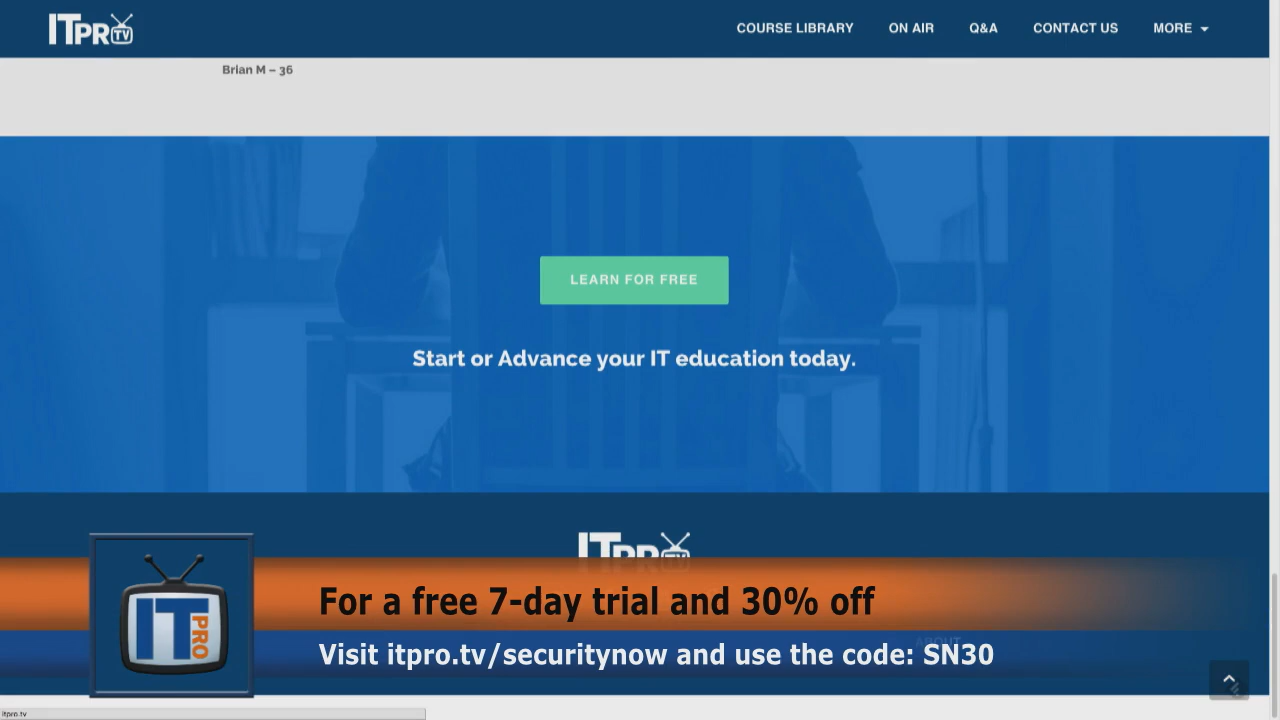 ITPRO TV
COURSE LIBRARY
ON AIR
Q&A
CONTACT US
MORE
Brian M – 36
LEARN FOR FREE
Start or Advance your IT education today.
ITPRO
IT PRO
For a free 7-day trial and 30% off
ABOUT
Visit itpro.tv/securitynow and use the code: SN30
itpro.tv